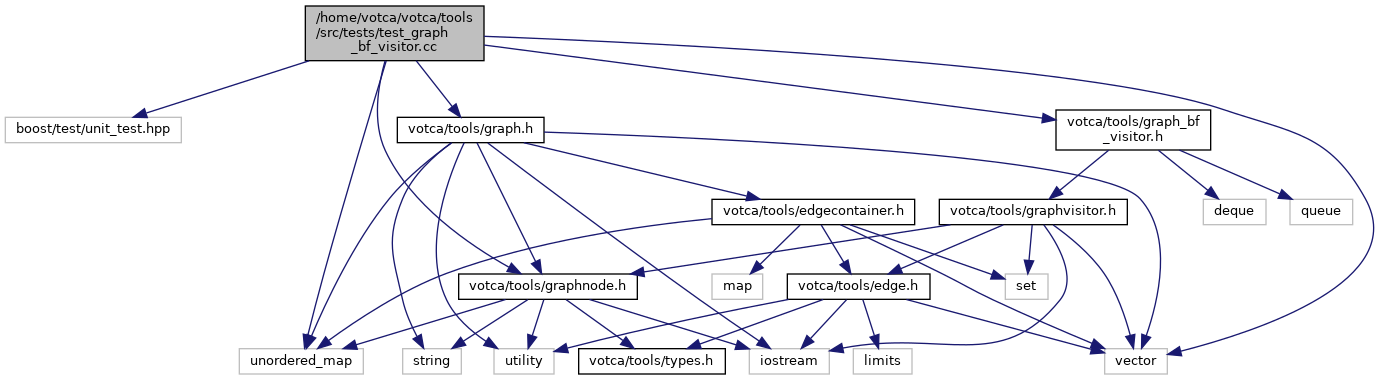 /home/votca/votca/tools
/src/tests/test_graph
_bf_visitor.cc
boost/test/unit_test.hpp
votca/tools/graph.h
votca/tools/graph_bf
_visitor.h
votca/tools/edgecontainer.h
votca/tools/graphvisitor.h
deque
queue
votca/tools/graphnode.h
map
votca/tools/edge.h
set
unordered_map
string
utility
votca/tools/types.h
iostream
limits
vector